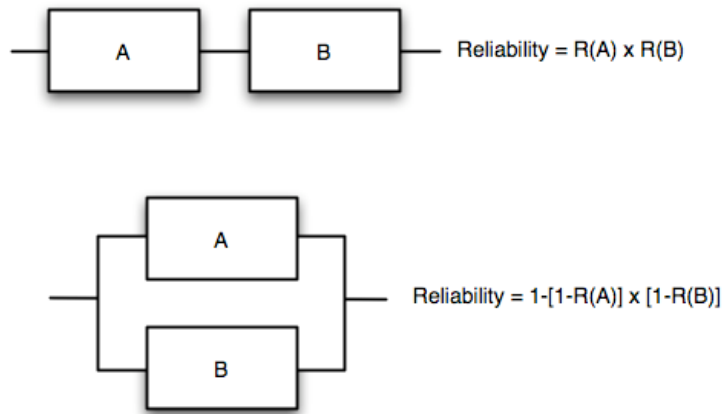 A
B
Reliability = R(A) x R(B)
A
Reliability = 1-[1-R(A)] x [1-R(B)]
B